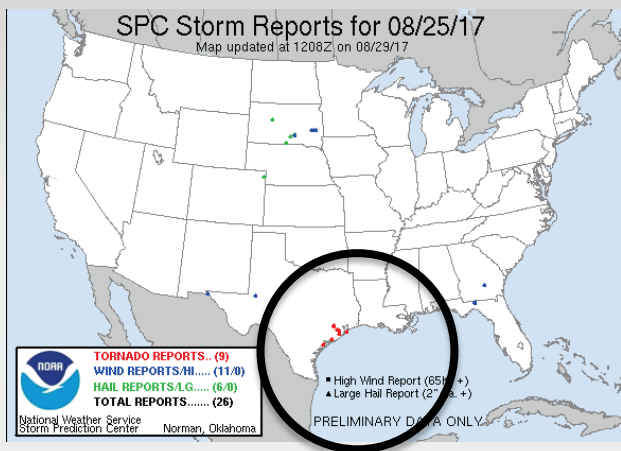 SPC Storm Reports for 08/25/17
Map updated at 1208Z on 08/29/17
NOAA
TORNADO REPORTS.. (9)
WIND REPORTS/HI.... (11/0)
HAIL REPORTS/LG..... (6/0)
TOTAL REPORTS....... (26)
National Weather Service
Storm Prediction Center Norman, Oklahoma
High Wind Report (65 +)
Large Hail Report (2" a. +)
PRELIMINARY DATA ONLY